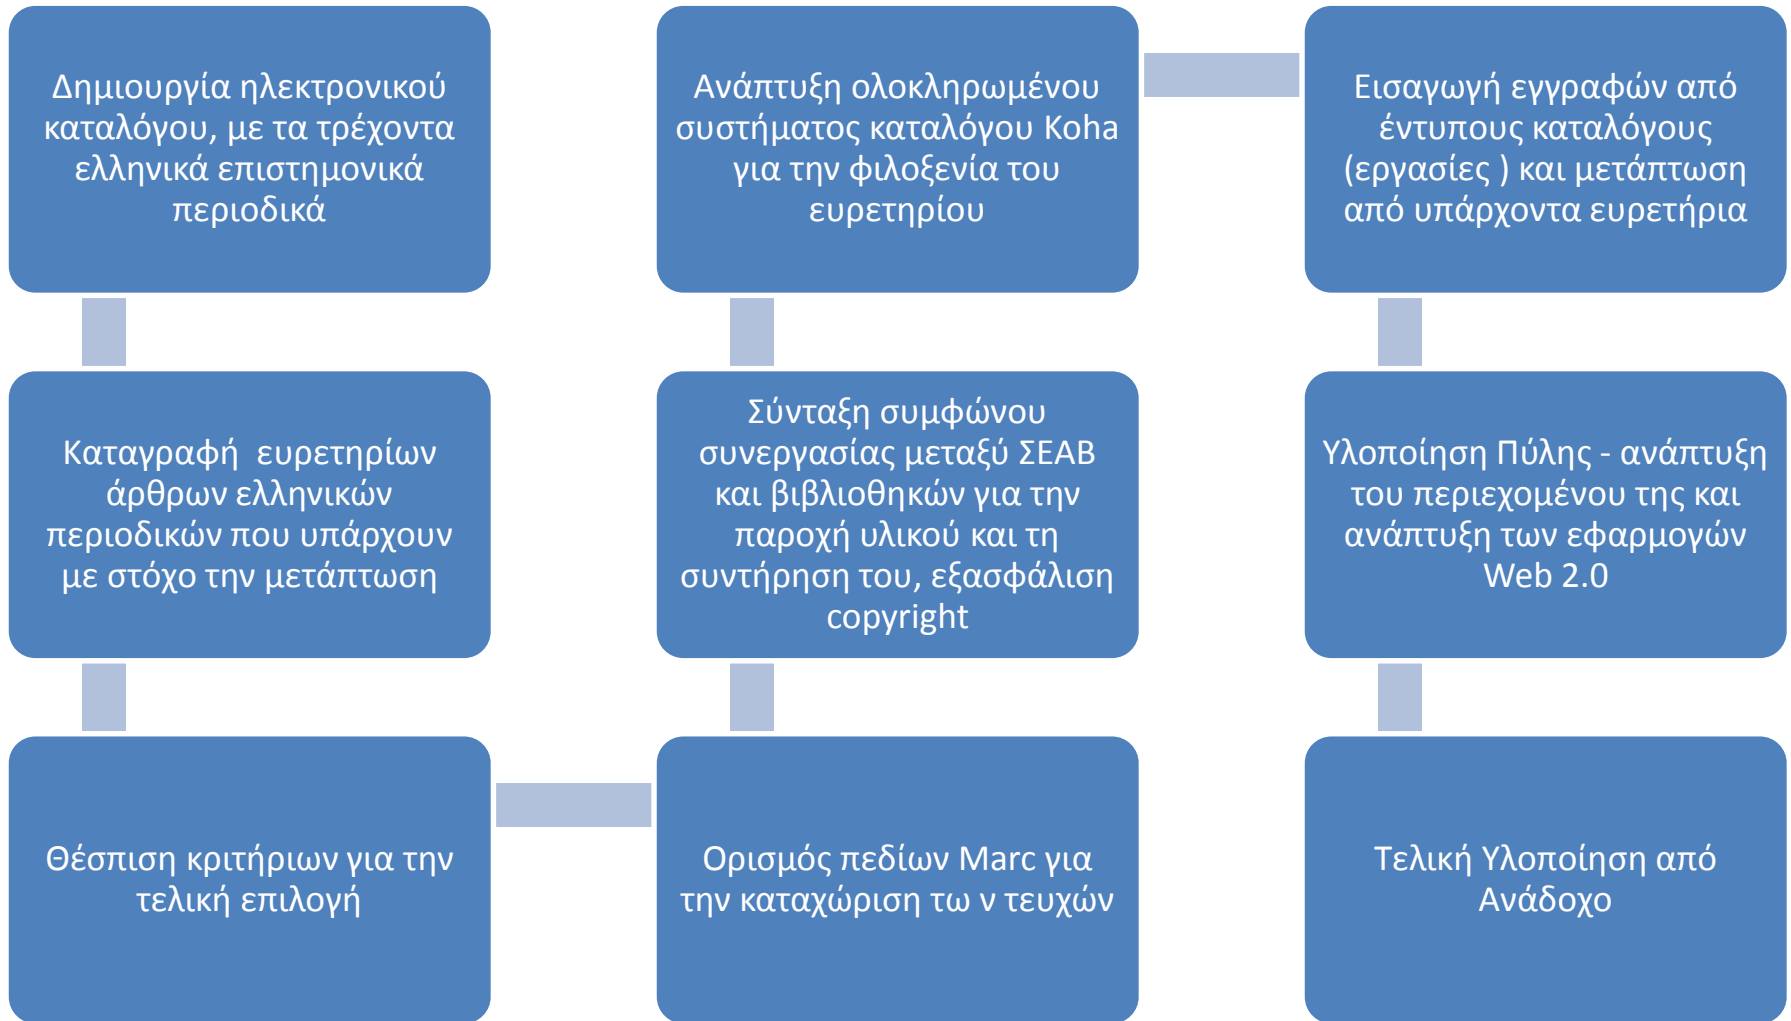 Δημιουργία ηλεκτρονικού
καταλόγου, με τα τρέχοντα
ελληνικά επιστημονικά
περιοδικά
Καταγραφή  ευρετηρίων
άρθρων ελληνικών
περιοδικών που υπάρχουν
με στόχο την μετάπτωση
Θέσπιση κριτήριων για την
τελική επιλογή
Ορισμός πεδίων Marc για
την καταχώριση τω ν τευχών
Σύνταξη συμφώνου
συνεργασίας μεταξύ ΣΕΑΒ
και βιβλιοθηκών για την
παροχή υλικού και τη
συντήρηση του, εξασφάλιση
copyright
Ανάπτυξη ολοκληρωμένου
συστήματος καταλόγου Koha
για την φιλοξενία του
ευρετηρίου
Εισαγωγή εγγραφών από
έντυπους καταλόγους
(εργασίες ) και μετάπτωση
από υπάρχοντα ευρετήρια
Υλοποίηση Πύλης - ανάπτυξη
του περιεχομένου της και
ανάπτυξη των εφαρμογών
Web 2.0
Τελική Υλοποίηση από
Ανάδοχο